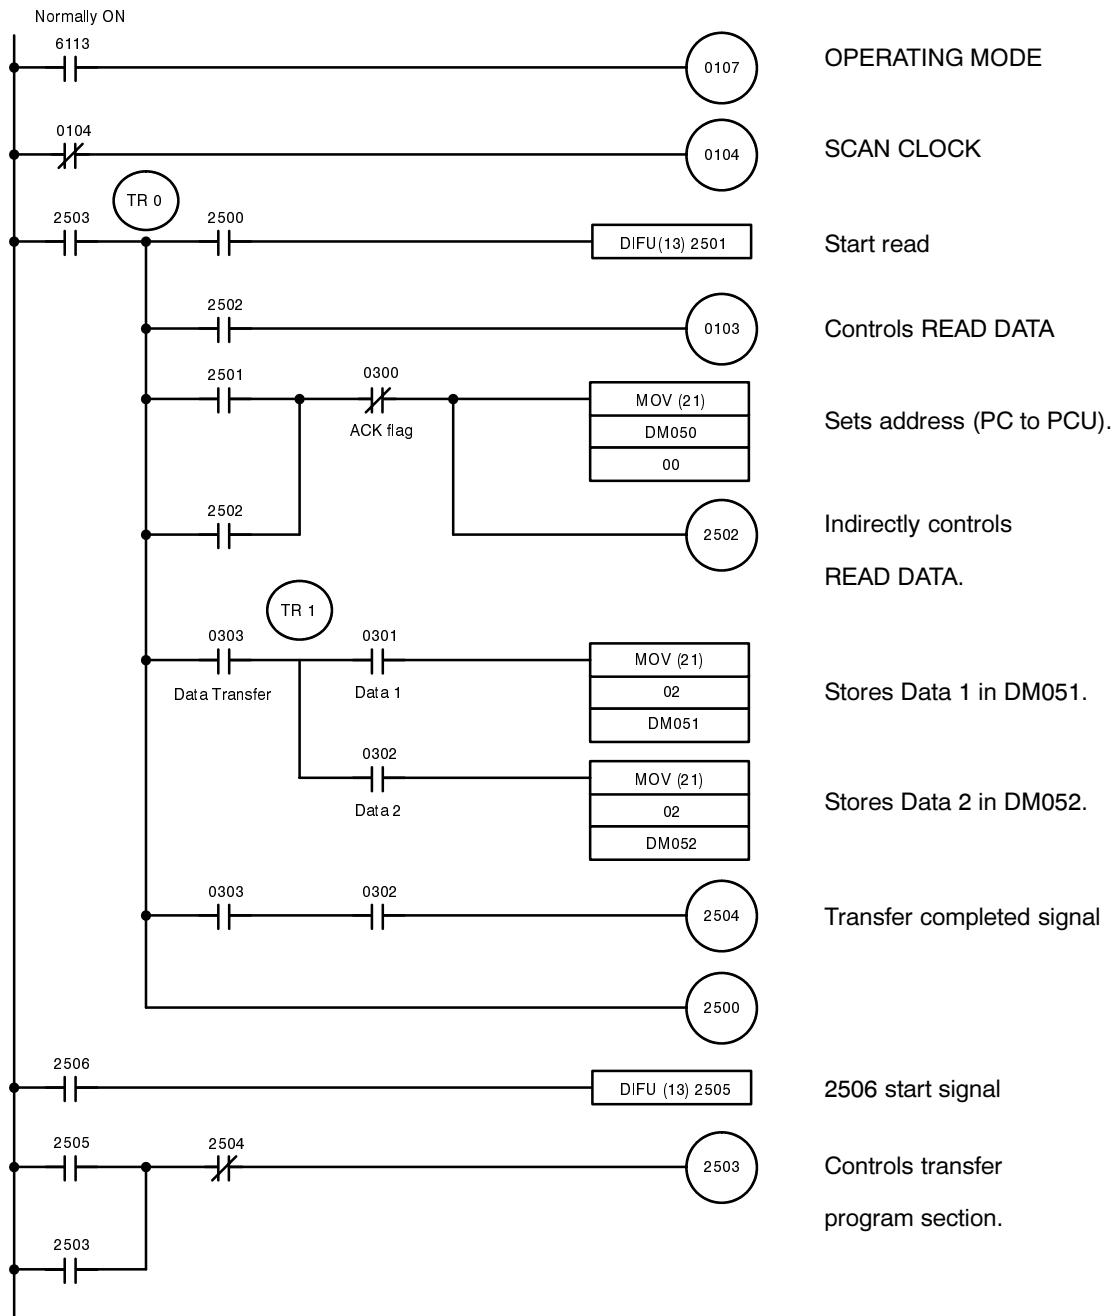 Normally ON
6113
0107
OPERATING MODE
0104
0104
SCAN CLOCK
TR 0
2503
2500
DIFU(13) 2501
Start read
2502
0103
Controls READ DATA
2501
0300
ACK flag
MOV (21)
DM050
00
Sets address (PC to PCU).
2502
2502
Indirectly controls
READ DATA.
TR 1
0303
Data Transfer
0301
Data 1
MOV (21)
02
DM051
Stores Data 1 in DM051.
0302
Data 2
MOV (21)
02
DM052
Stores Data 2 in DM052.
0303
0302
2504
Transfer completed signal
2500
2506
DIFU (13) 2505
2506 start signal
2505
2504
2503
Controls transfer
program section.
2503